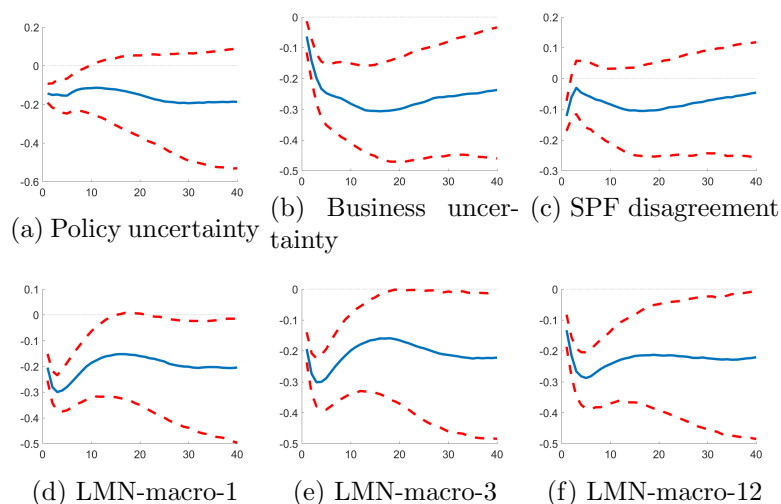 0.2
0
-0.2
-0.4
-0.6
0 10 20 30 40
(a) Policy uncertainty
0
-0.1
-0.2
-0.3
-0.4
-0.5
0 10 20 30 40
(b) Business uncer-
tainty
0.2
0.1
0
-0.1
-0.2
-0.3
0 10 20 30 40
(c) SPF disagreement
0.1
0
-0.1
-0.2
-0.3
-0.4
-0.5
0 10 20 30 40
(d) LMN-macro-1
0
-0.1
-0.2
-0.3
-0.4
-0.5
0 10 20 30 40
(e) LMN-macro-3
0
-0.1
-0.2
-0.3
-0.4
-0.5
0 10 20 30 40
(f) LMN-macro-12